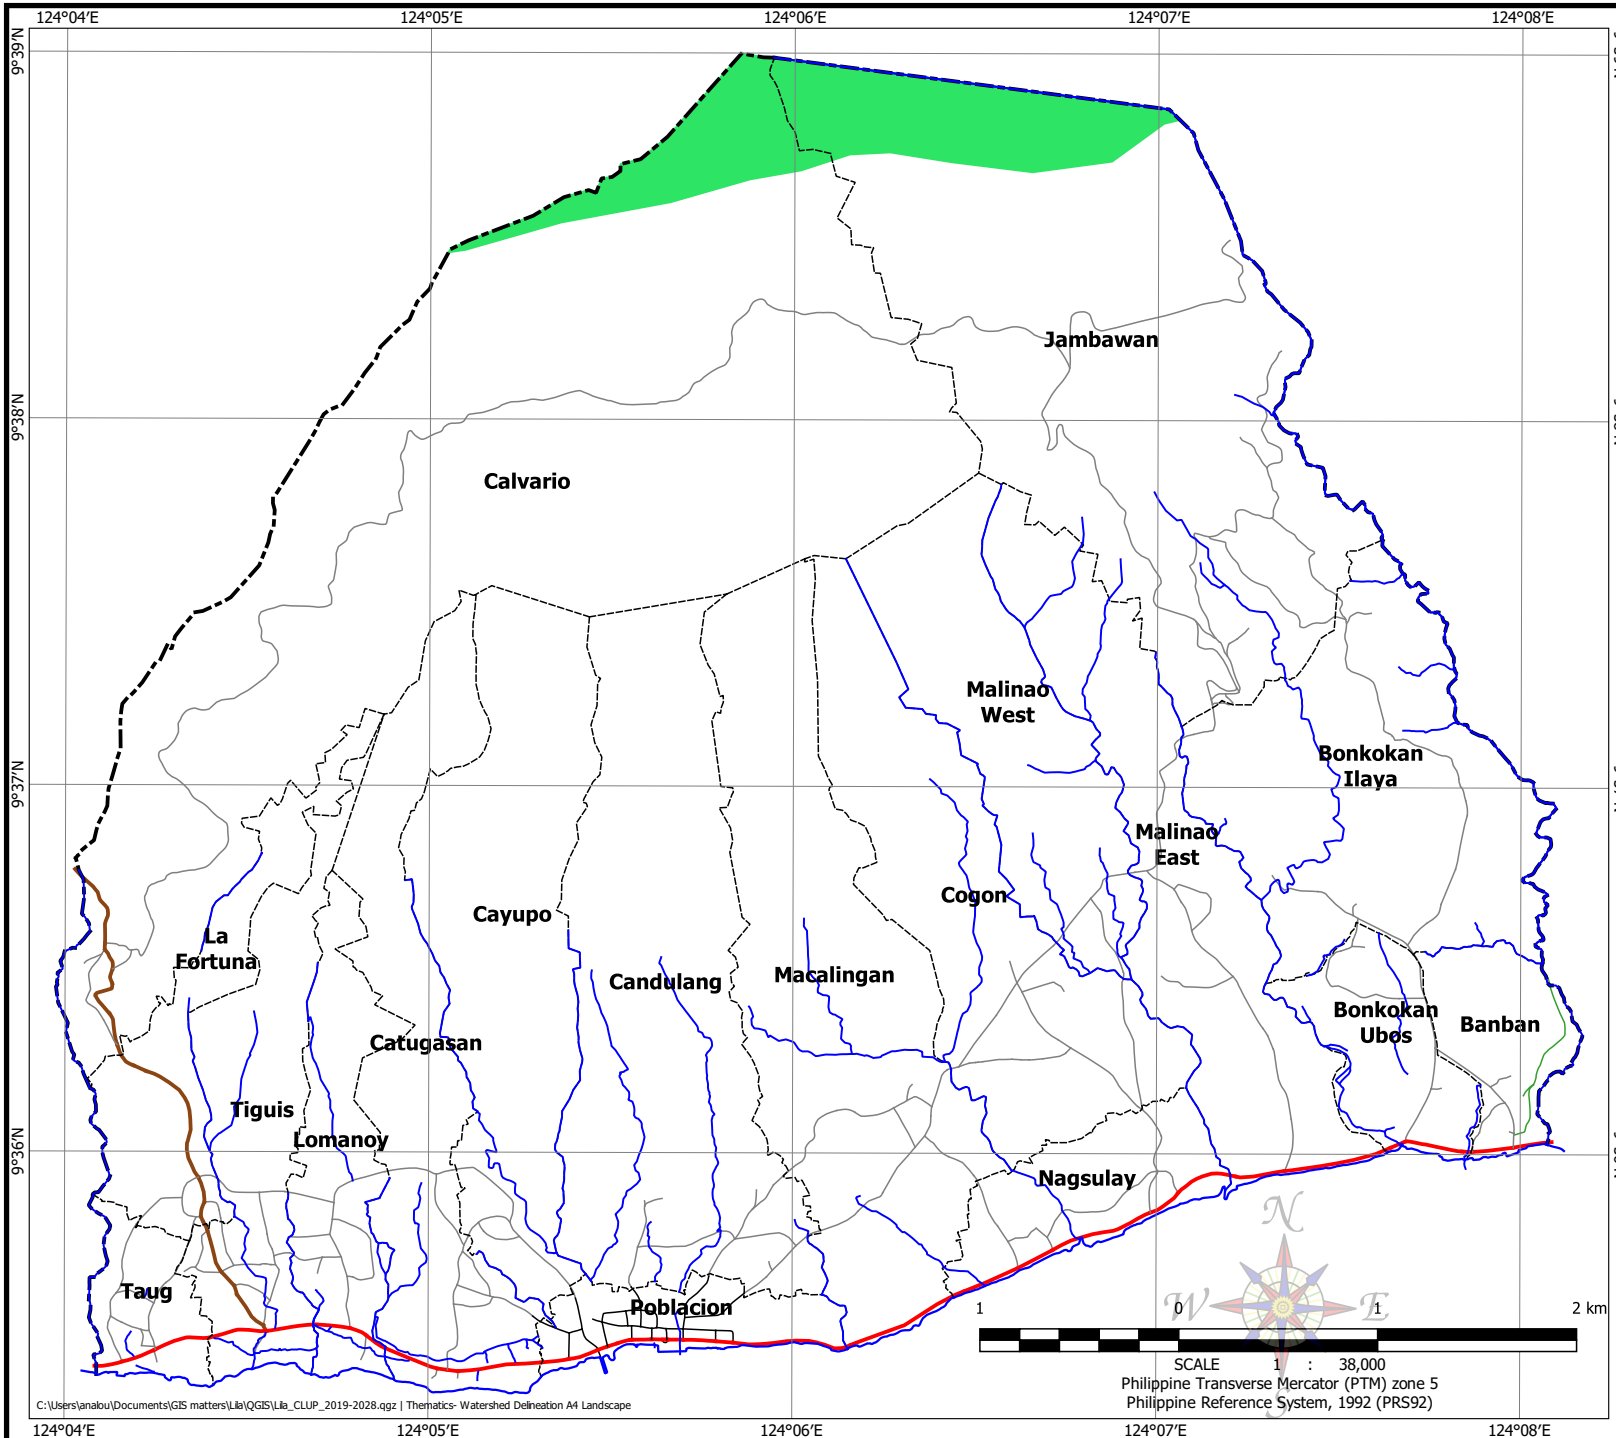 124°04’E 124°05’E 124°06’E 124°07’E 124°08’E
9°39’N
Jambawan
9°38’N
Calvario
Malinao
West
Bonkokan
Ilaya
9°37’N
Malinao
East
Cogon
Cayupo
La
Fortuna
Candulang
Macalingan
Bonkokan
Ubos
Banban
Catugasan
Tiguis
Lomanoy
9°36’N
Nagsulay
N
Taug
Poblacion
W E
1 0 1 2 km
SCALE 1 : 38,000
Philippine Transverse Mercator (PTM) zone 5
Philippine Reference System, 1992 (PRS92)
S
C:\Users\analou\Documents\GIS matters\Lila\QGIS\Lila_CLUP_2019-2028.qgz | Thematics- Watershed Delineation A4 Landscape
124°04’E 124°05’E 124°06’E 124°07’E 124°08’E